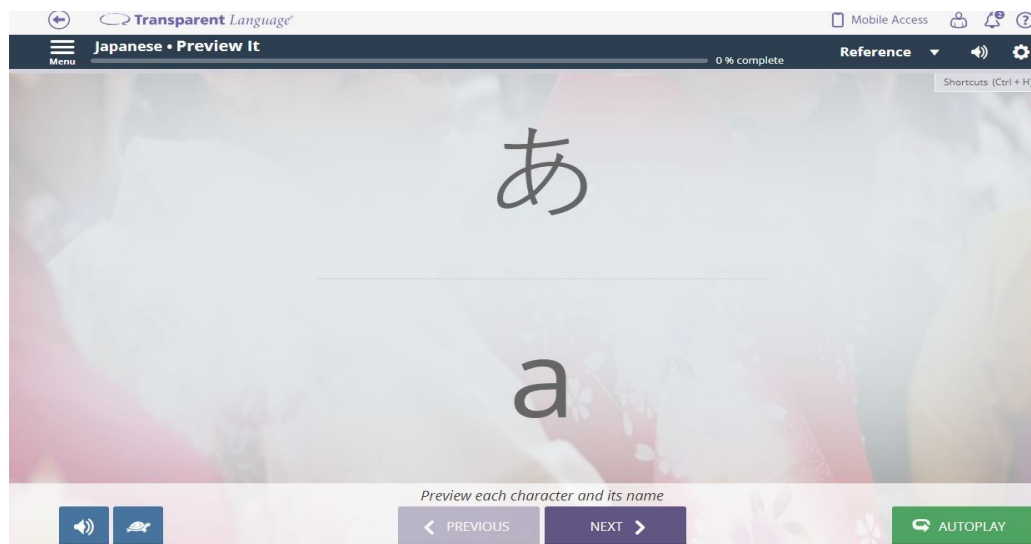 Transparent Language
Mobile Access
2
?
Menu
Japanese • Preview It
0 % complete
Reference
Shortcuts (Ctrl + H)
あ
a
Preview each character and its name
PREVIOUS
NEXT
AUTOPLAY